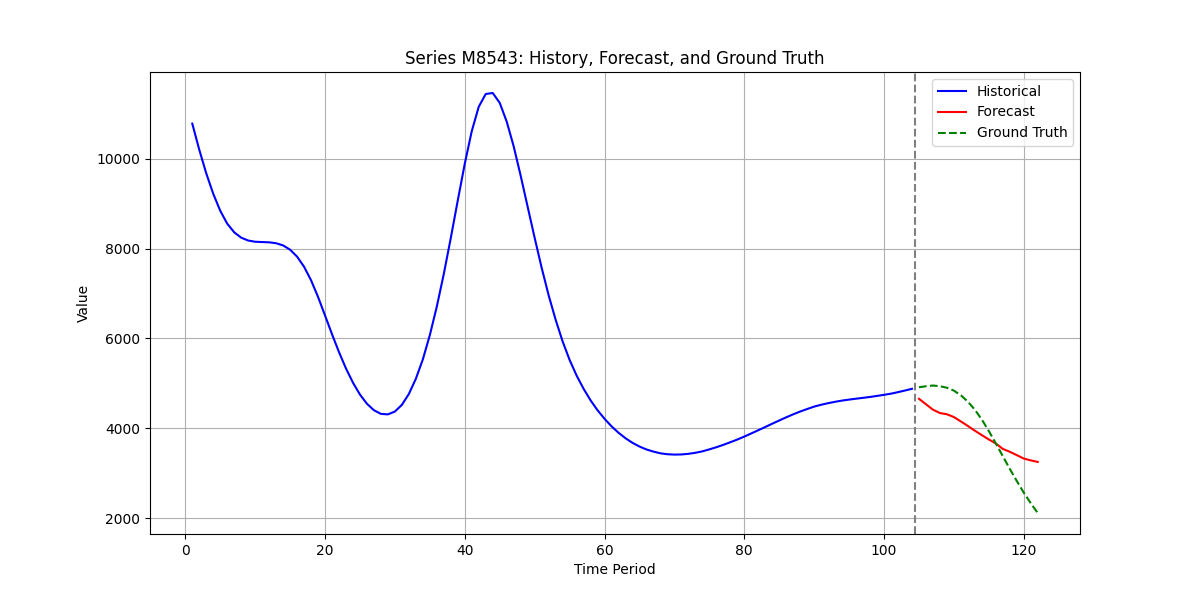 Series M8543: History, Forecast, and Ground Truth
Historical
Forecast
Ground Truth
Value
10000
8000
6000
4000
2000
0 20 40 60 80 100 120
Time Period